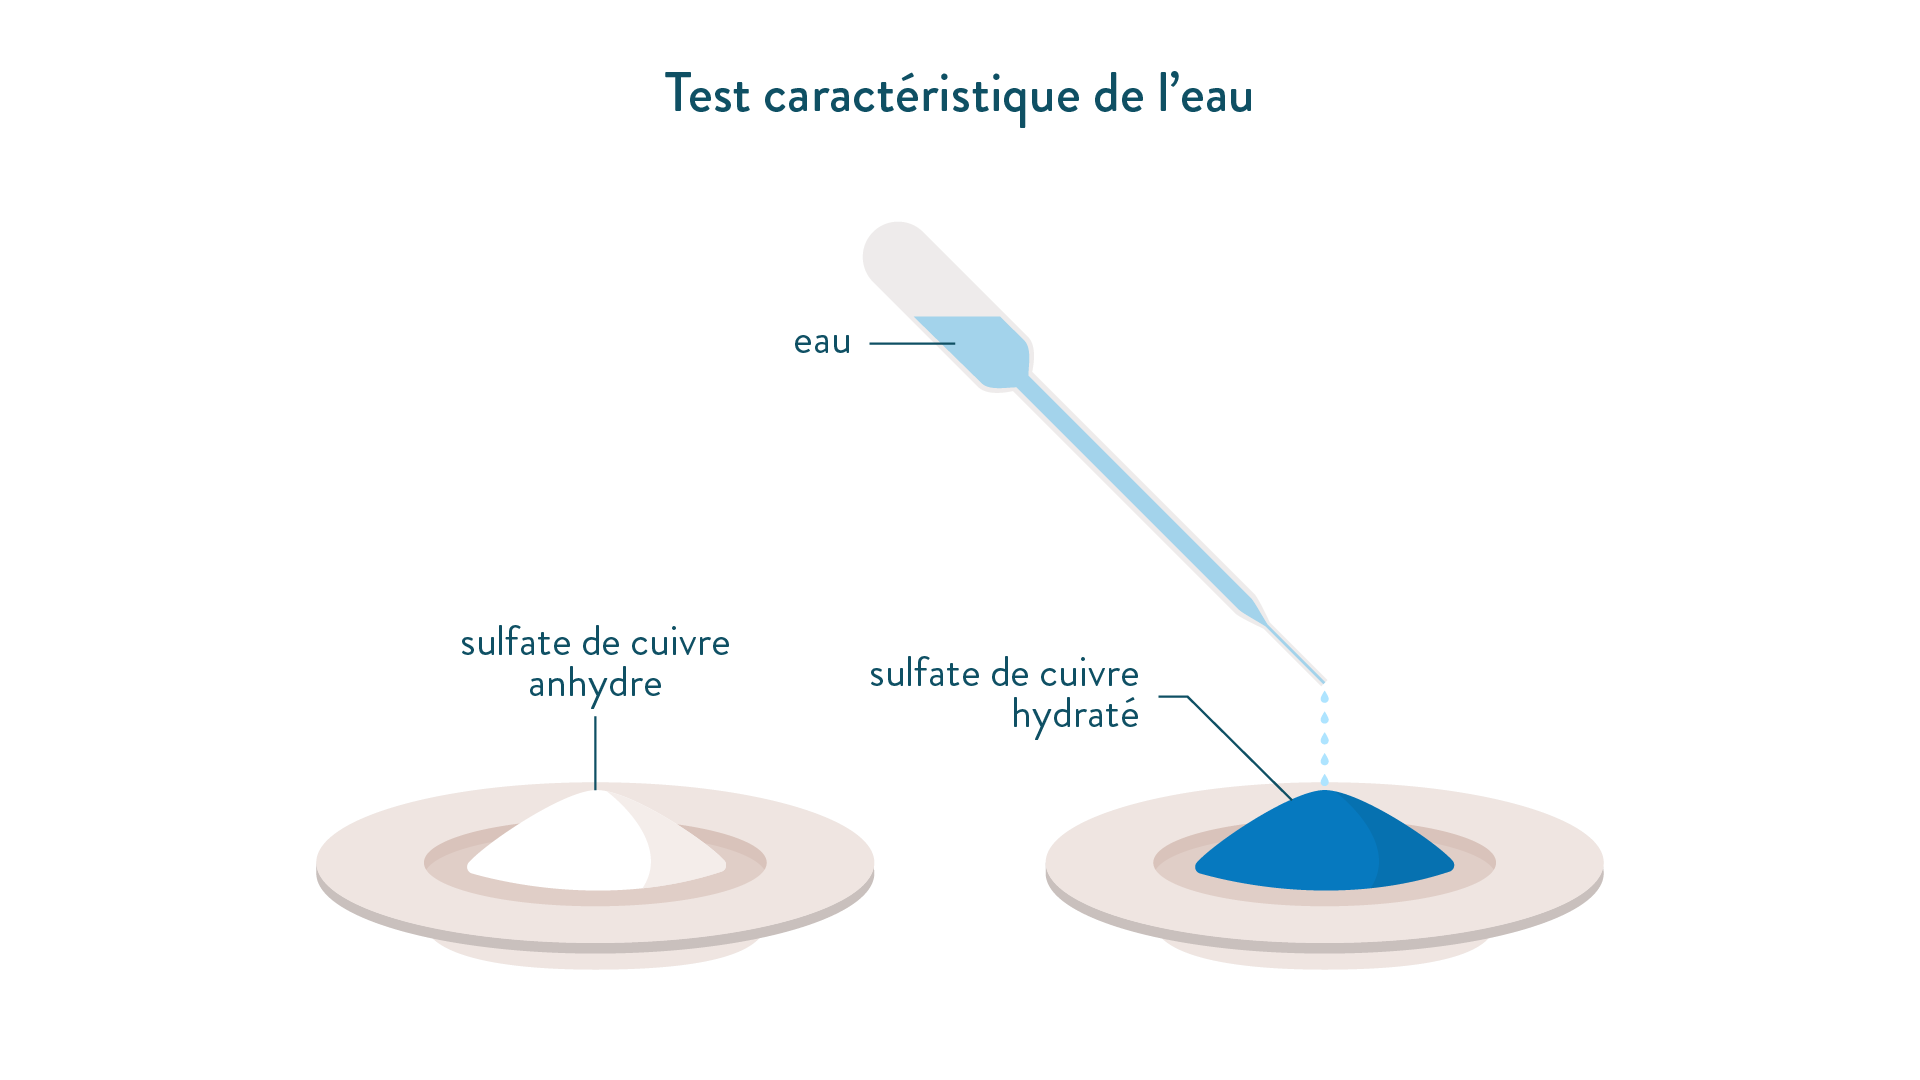 Test caractéristique de l’eau
eau
sulfate de cuivre
anhydre
sulfate de cuivre
hydraté